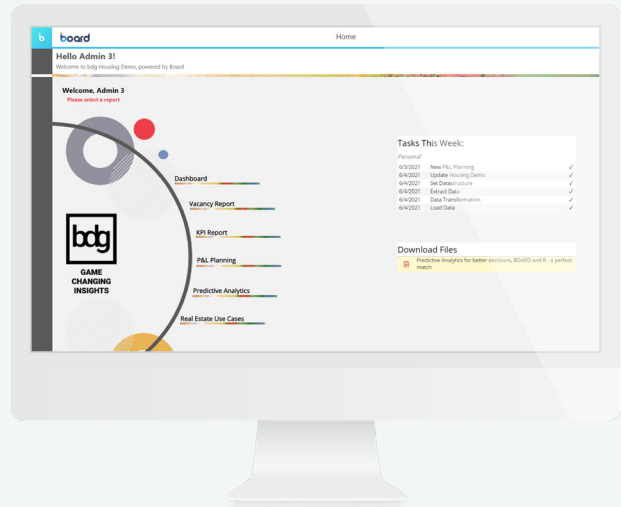 b board
Home
Hello Admin 3!
Welcome to bdg Housing Demo, powered by Board
Welcome, Admin 3
Please select a report
Dashboard
Vacancy Report
KPI Report
P&L Planning
Predictive Analytics
Real Estate Use Cases
bdg
GAME
CHANGING
INSIGHTS
Tasks This Week:
Personal
6/3/2021 New P&L Planning ✓
6/4/2021 Update Housing Demo ✓
6/4/2021 Set Datastructure ✓
6/4/2021 Extract Data ✓
6/4/2021 Data Transformation ✓
6/4/2021 Load Data ✓
Download Files
Predictive Analytics for better decisions, BOARD and R - a perfect
match